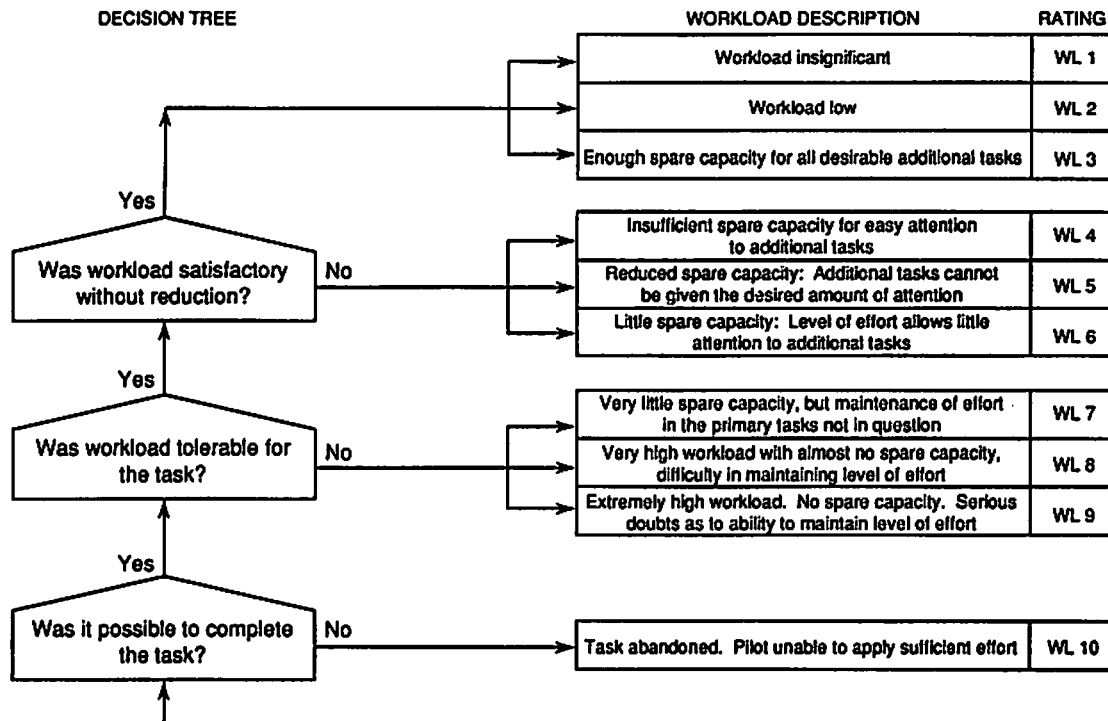 DECISION TREE
WORKLOAD DESCRIPTION
RATING
Workload insignificant
WL 1
Workload low
WL 2
Enough spare capacity for all desirable additional tasks
WL 3
Yes
Was workload satisfactory
without reduction?
No
Insufficient spare capacity for easy attention
to additional tasks
WL 4
Reduced spare capacity: Additional tasks cannot
be given the desired amount of attention
WL 5
Little spare capacity: Level of effort allows little
attention to additional tasks
WL 6
Yes
Was workload tolerable for
the task?
No
Very little spare capacity, but maintenance of effort
in the primary tasks not in question
WL 7
Very high workload with almost no spare capacity,
difficulty in maintaining level of effort
WL 8
Extremely high workload. No spare capacity. Serious
doubts as to ability to maintain level of effort
WL 9
Yes
Was it possible to complete
the task?
No
Task abandoned. Pilot unable to apply sufficient effort
WL 10